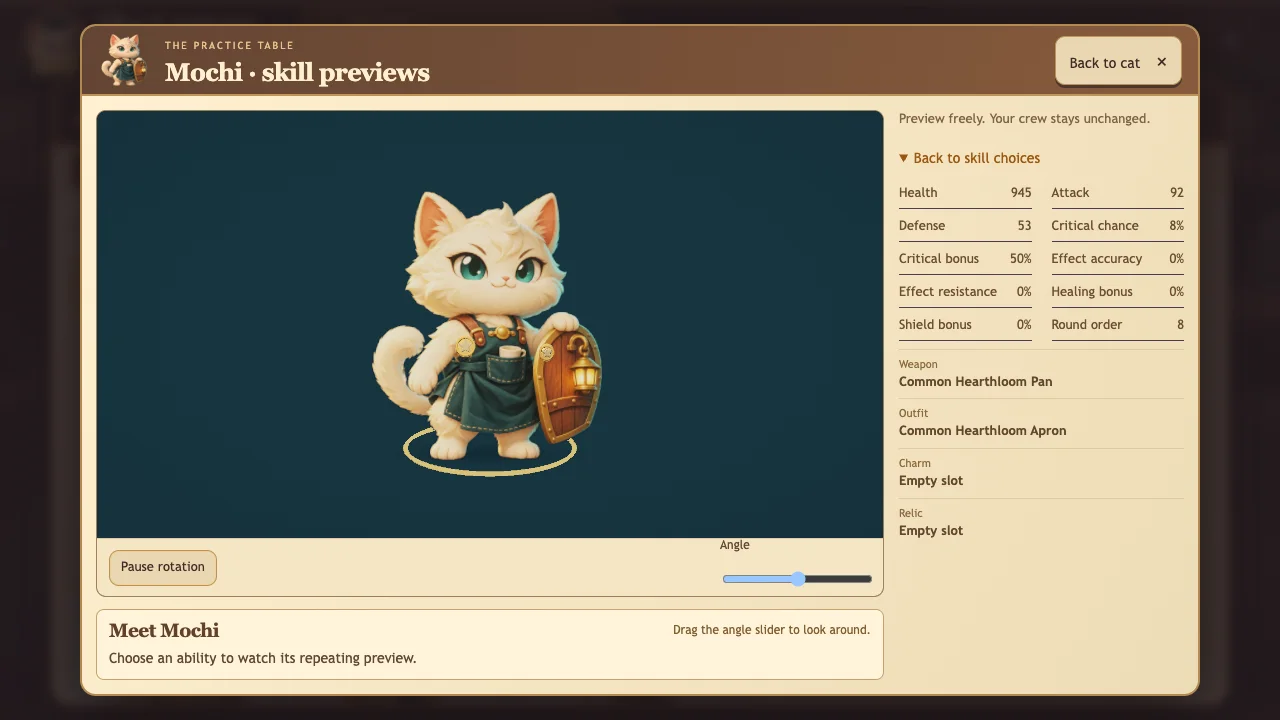 THE PRACTICE TABLE
Mochi · skill previews
Back to cat ×
Preview freely. Your crew stays unchanged.
▼ Back to skill choices
Health 945 Attack 92
Defense 53 Critical chance 8%
Critical bonus 50% Effect accuracy 0%
Effect resistance 0% Healing bonus 0%
Shield bonus 0% Round order 8
Weapon
Common Hearthloom Pan
Outfit
Common Hearthloom Apron
Charm
Empty slot
Relic
Empty slot
Angle
Pause rotation
Meet Mochi
Drag the angle slider to look around.
Choose an ability to watch its repeating preview.